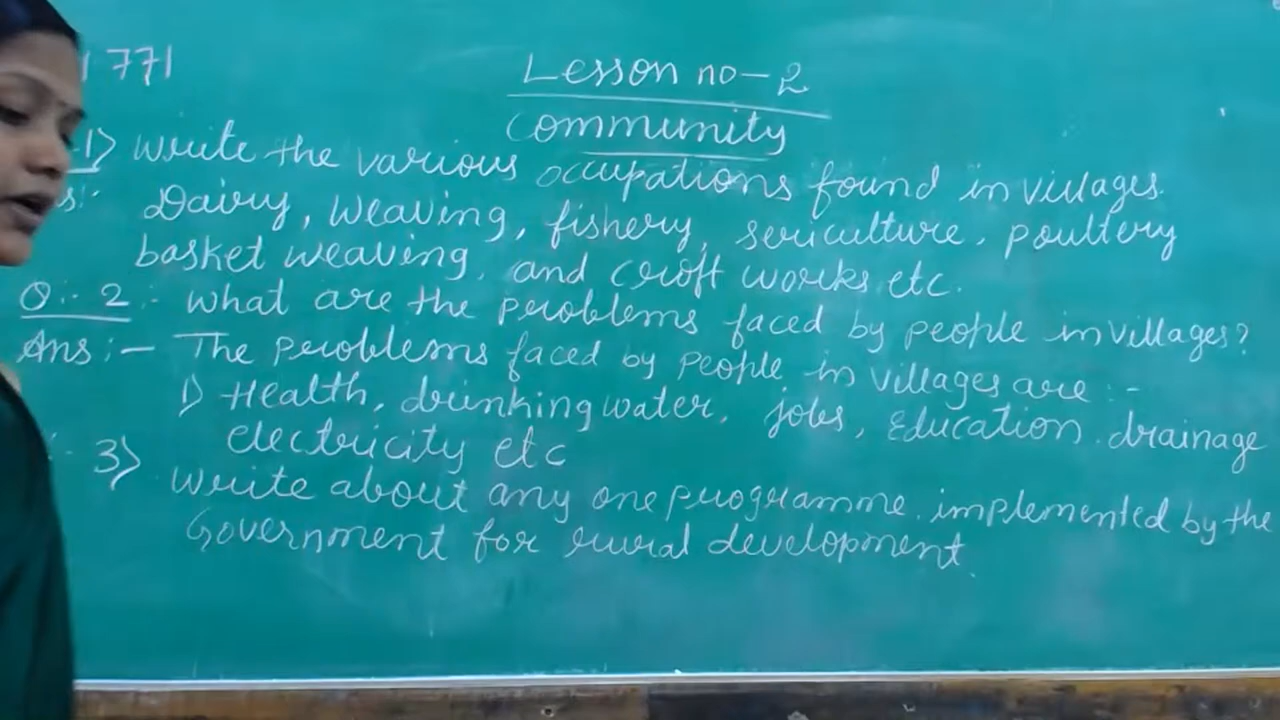 1771
Lesson no-2
Community
1) Write the various occupations found in villages.
s:- Dairy, weaving, fishery, sericulture, poultery
basket weaving, and croft works etc.
Q:- 2:- What are the problems faced by people in villages?
Ans:- The problems faced by people in villages are :-
1) Health, drinking water, jobs, Education, drainage
electricity etc
3) Write about any one programme implemented by the
Government for rural development.